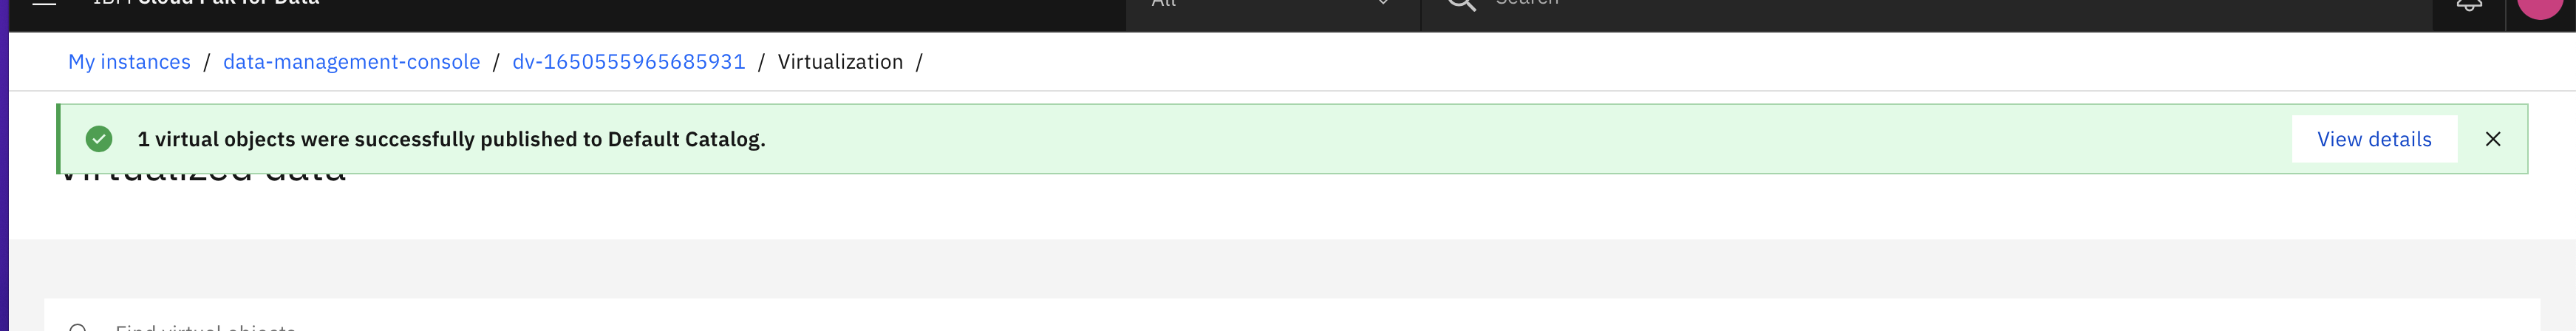 IBM Cloud Pak for Data
All
Search
My instances / data-management-console / dv-1650555965685931 / Virtualization /
1 virtual objects were successfully published to Default Catalog.
View details
Virtualized data
Find virtual objects